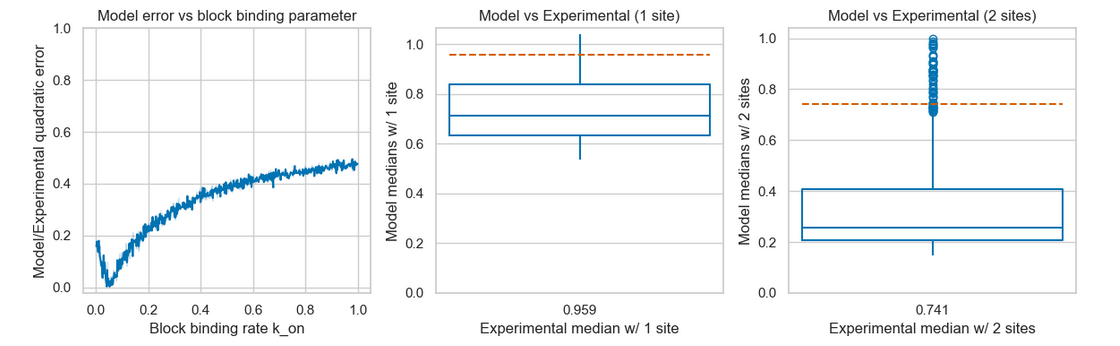 Model error vs block binding parameter
Model/Experimental quadratic error
1.0
0.8
0.6
0.4
0.2
0.0
0.0 0.2 0.4 0.6 0.8 1.0
Block binding rate k_on
Model vs Experimental (1 site)
Model medians w/ 1 site
1.0
0.8
0.6
0.4
0.2
0.0
0.959
Experimental median w/ 1 site
Model vs Experimental (2 sites)
Model medians w/ 2 sites
1.0
0.8
0.6
0.4
0.2
0.0
0.741
Experimental median w/ 2 sites